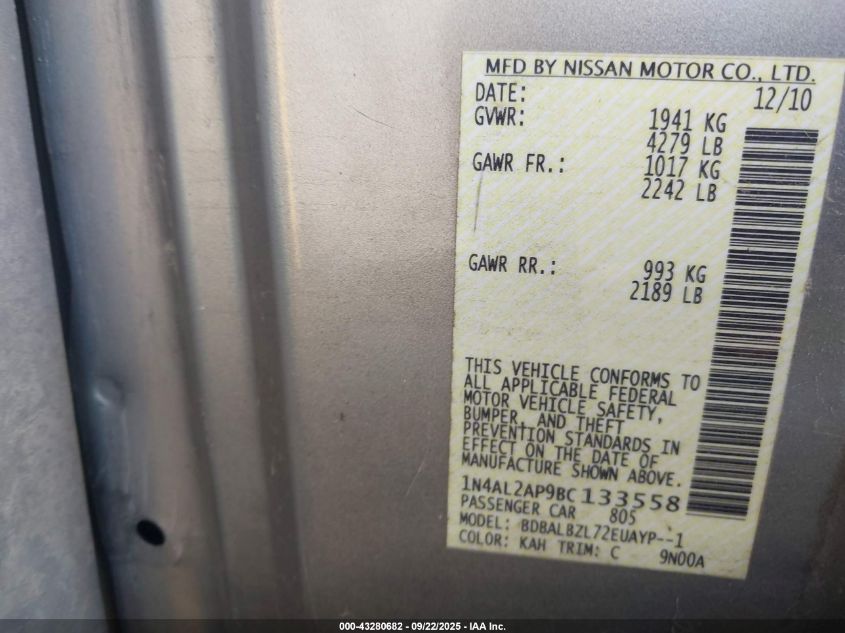 MFD BY NISSAN MOTOR CO., LTD.
DATE: 12/10
GVWR: 1941 KG
4279 LB
GAWR FR.: 1017 KG
2242 LB
GAWR RR.: 993 KG
2189 LB
THIS VEHICLE CONFORMS TO
ALL APPLICABLE FEDERAL
MOTOR VEHICLE SAFETY,
BUMPER, AND THEFT
PREVENTION STANDARDS IN
EFFECT ON THE DATE OF
MANUFACTURE SHOWN ABOVE.
1N4AL2AP9BC133558
PASSENGER CAR 805
MODEL: BDBALBZL72EUAYP--1
COLOR: KAH TRIM: C 9N00A
000-43280682 - 09/22/2025 - IAA Inc.